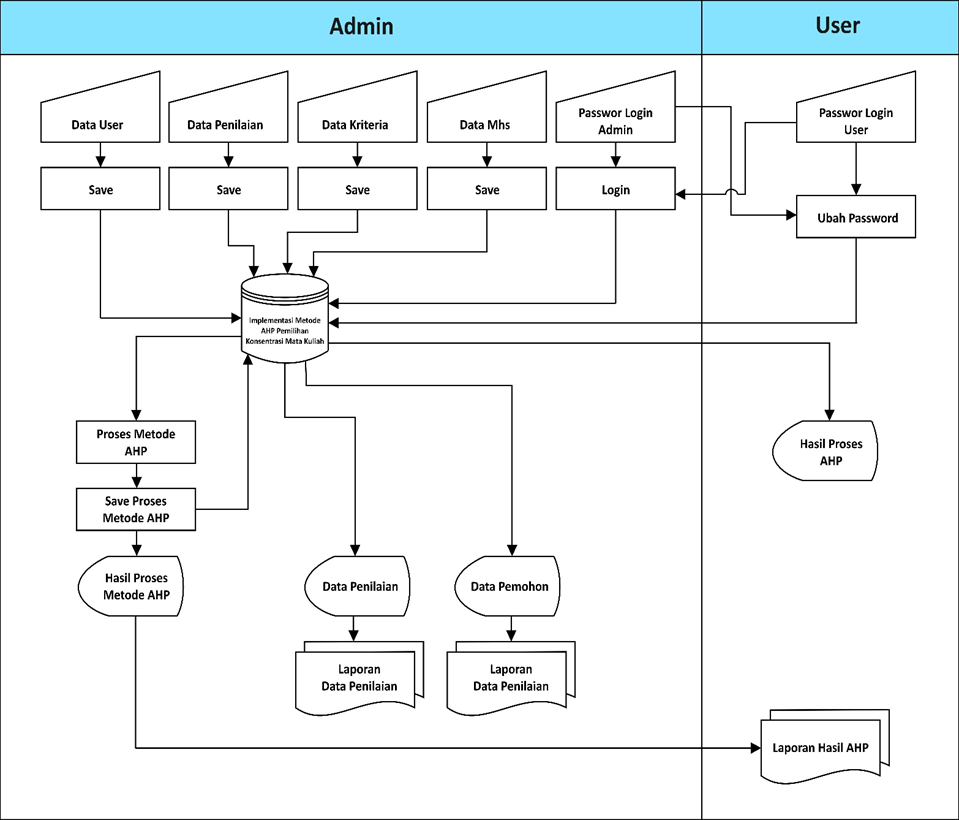 Admin
User
Data User
Data Penilaian
Data Kriteria
Data Mhs
Passwor Login
Admin
Passwor Login
User
Save
Save
Save
Save
Login
Ubah Password
Implementasi Metode
AHP Pemilihan
Konsentrasi Mata Kuliah
Proses Metode
AHP
Hasil Proses
AHP
Save Proses
Metode AHP
Hasil Proses
Metode AHP
Data Penilaian
Data Pemohon
Laporan
Data Penilaian
Laporan
Data Penilaian
Laporan Hasil AHP